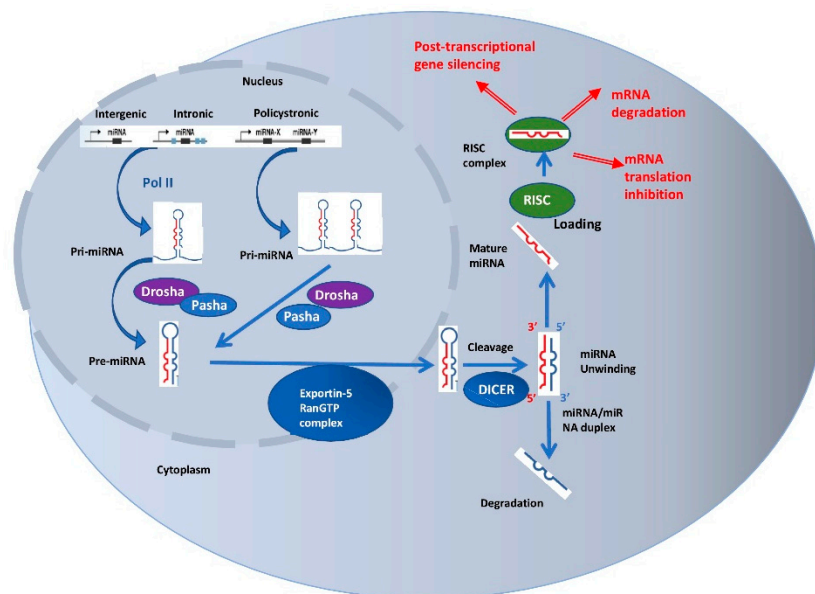 Post-transcriptional
gene silencing
mRNA
degradation
RISC
complex
mRNA
translation
inhibition
RISC
Loading
Mature
miRNA
Nucleus
Intergenic Intronic Policystronic
miRNA miRNA miRNA-X miRNA-Y
Pol II
Pri-miRNA
Pri-miRNA
Drosha
Pasha
Drosha
Pasha
Pre-miRNA
Exportin-5
RanGTP
complex
Cleavage
DICER
3’ 5’
5’ 3’
miRNA
Unwinding
miRNA/miR
NA duplex
Degradation
Cytoplasm